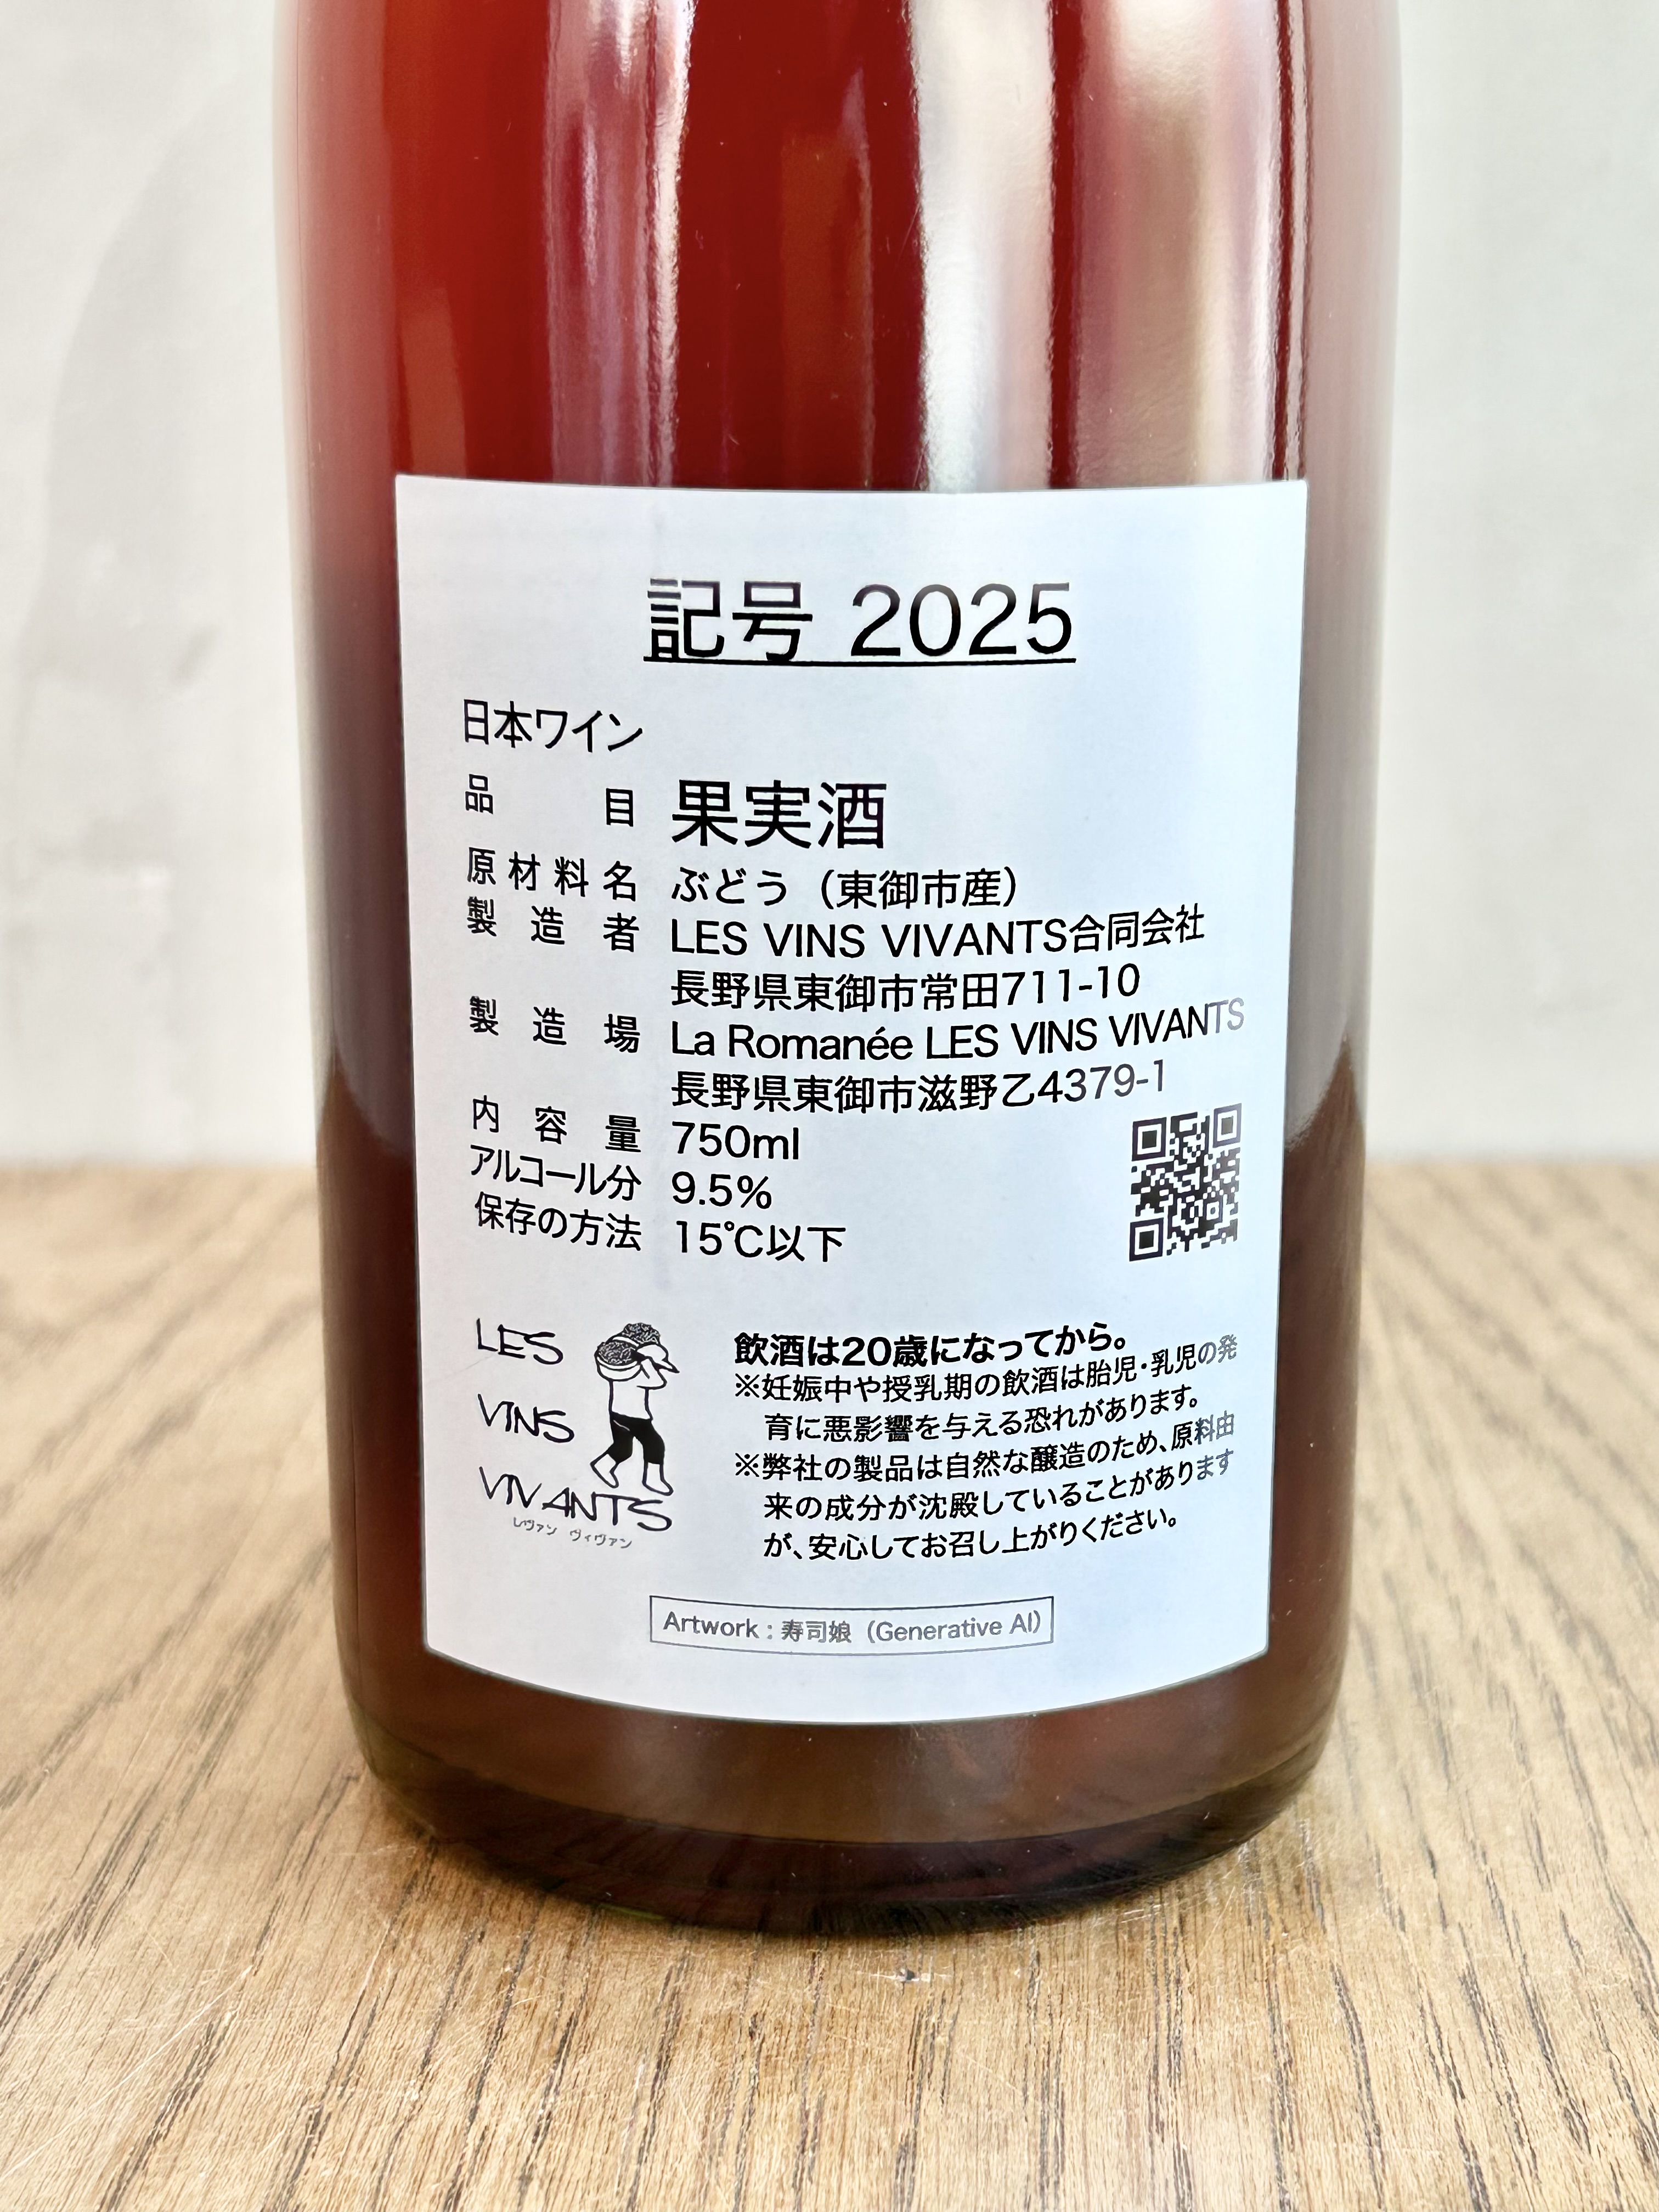 記号 2025
日本ワイン
品目 果実酒
原材料名 ぶどう（東御市産）
製造者 LES VINS VIVANTS合同会社
長野県東御市常田711-10
製造場 La Romanée LES VINS VIVANTS
長野県東御市滋野乙4379-1
内容量 750ml
アルコール分 9.5%
保存の方法 15℃以下
LES
VINS
VIVANTS
レヴァン ヴィヴァン
飲酒は20歳になってから。
※妊娠中や授乳期の飲酒は胎児・乳児の発
育に悪影響を与える恐れがあります。
※弊社の製品は自然な醸造のため、原料由
来の成分が沈殿していることがあります
が、安心してお召し上がりください。
Artwork：寿司娘（Generative AI）